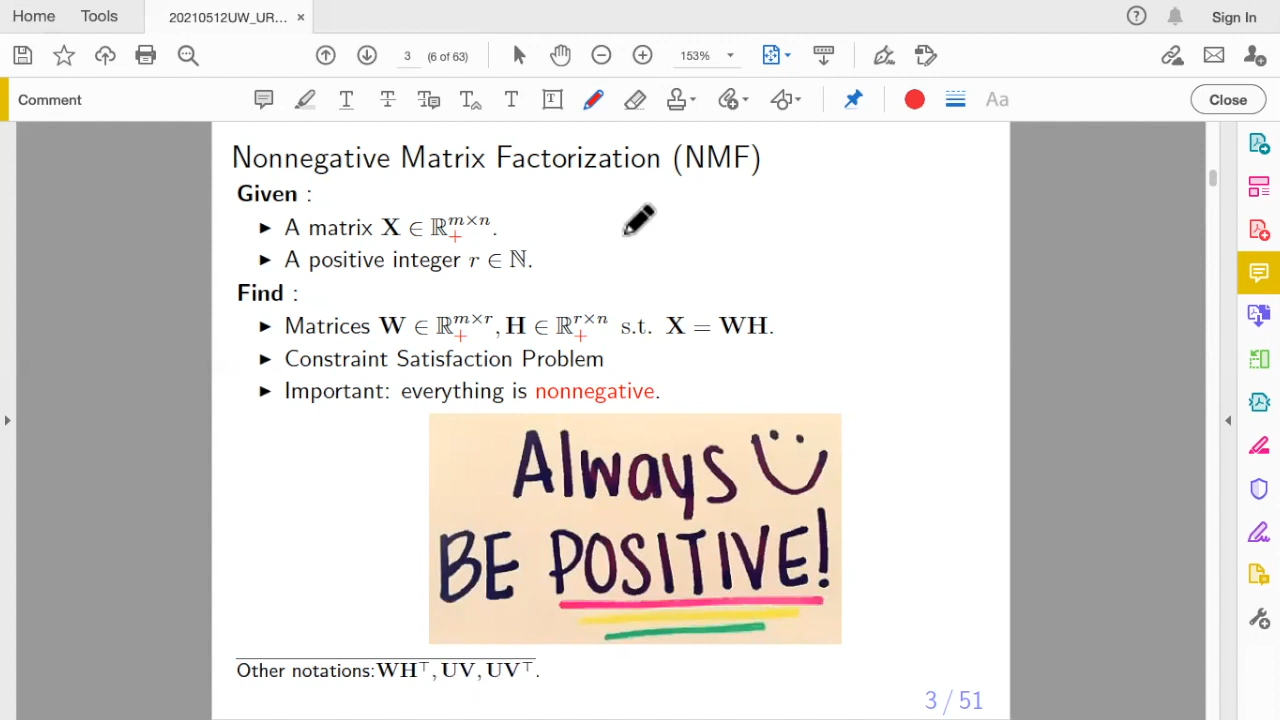 Home Tools 20210512UW_UR... × Sign In
3 (6 of 63) 153%
Comment Aa Close
Nonnegative Matrix Factorization (NMF)
Given :
► A matrix X ∈ ℝ₊^{m×n}.
► A positive integer r ∈ ℕ.
Find :
► Matrices W ∈ ℝ₊^{m×r}, H ∈ ℝ₊^{r×n} s.t. X = WH.
► Constraint Satisfaction Problem
► Important: everything is nonnegative.
Always
BE POSITIVE!
Other notations:WH^⊤, UV, UV^⊤.
3 / 51